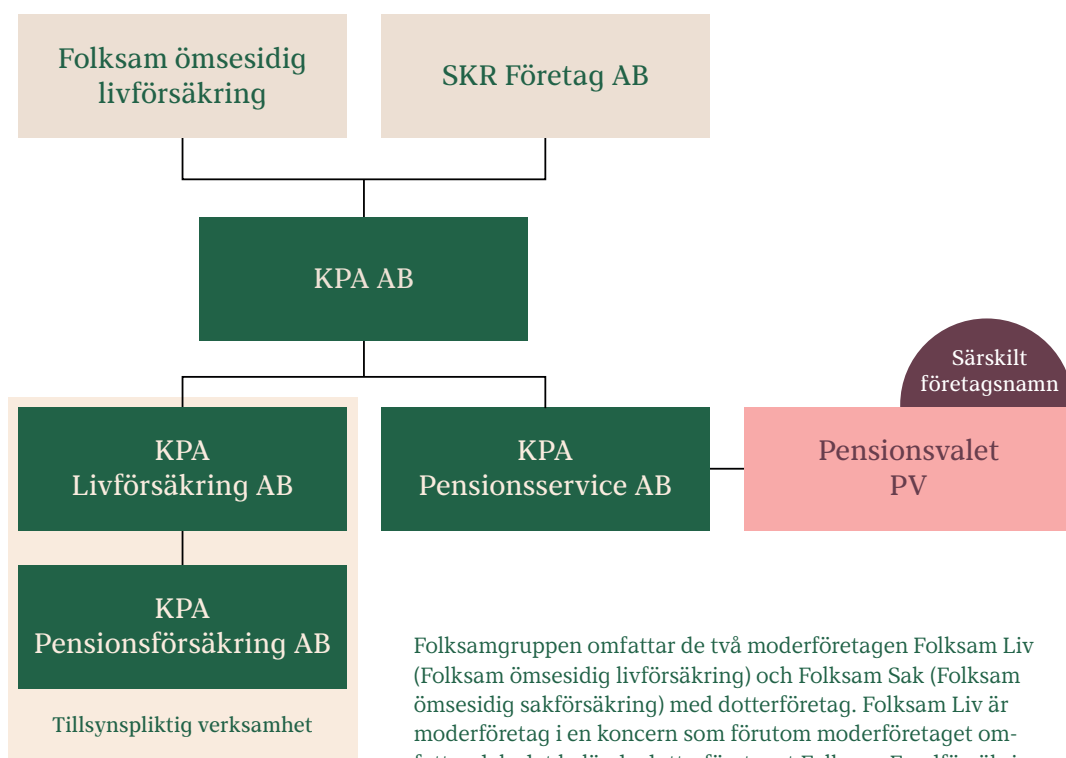 Folksam ömsesidig
livförsäkring
SKR Företag AB
KPA AB
Särskilt
företagsnamn
KPA
Livförsäkring AB
KPA
Pensionsservice AB
Pensionsvalet
PV
KPA
Pensionsförsäkring AB
Tillsynspliktig verksamhet
Folksamgruppen omfattar de två moderföretagen Folksam Liv
(Folksam ömsesidig livförsäkring) och Folksam Sak (Folksam
ömsesidig sakförsäkring) med dotterföretag. Folksam Liv är
moderföretag i en koncern som förutom moderföretaget om-